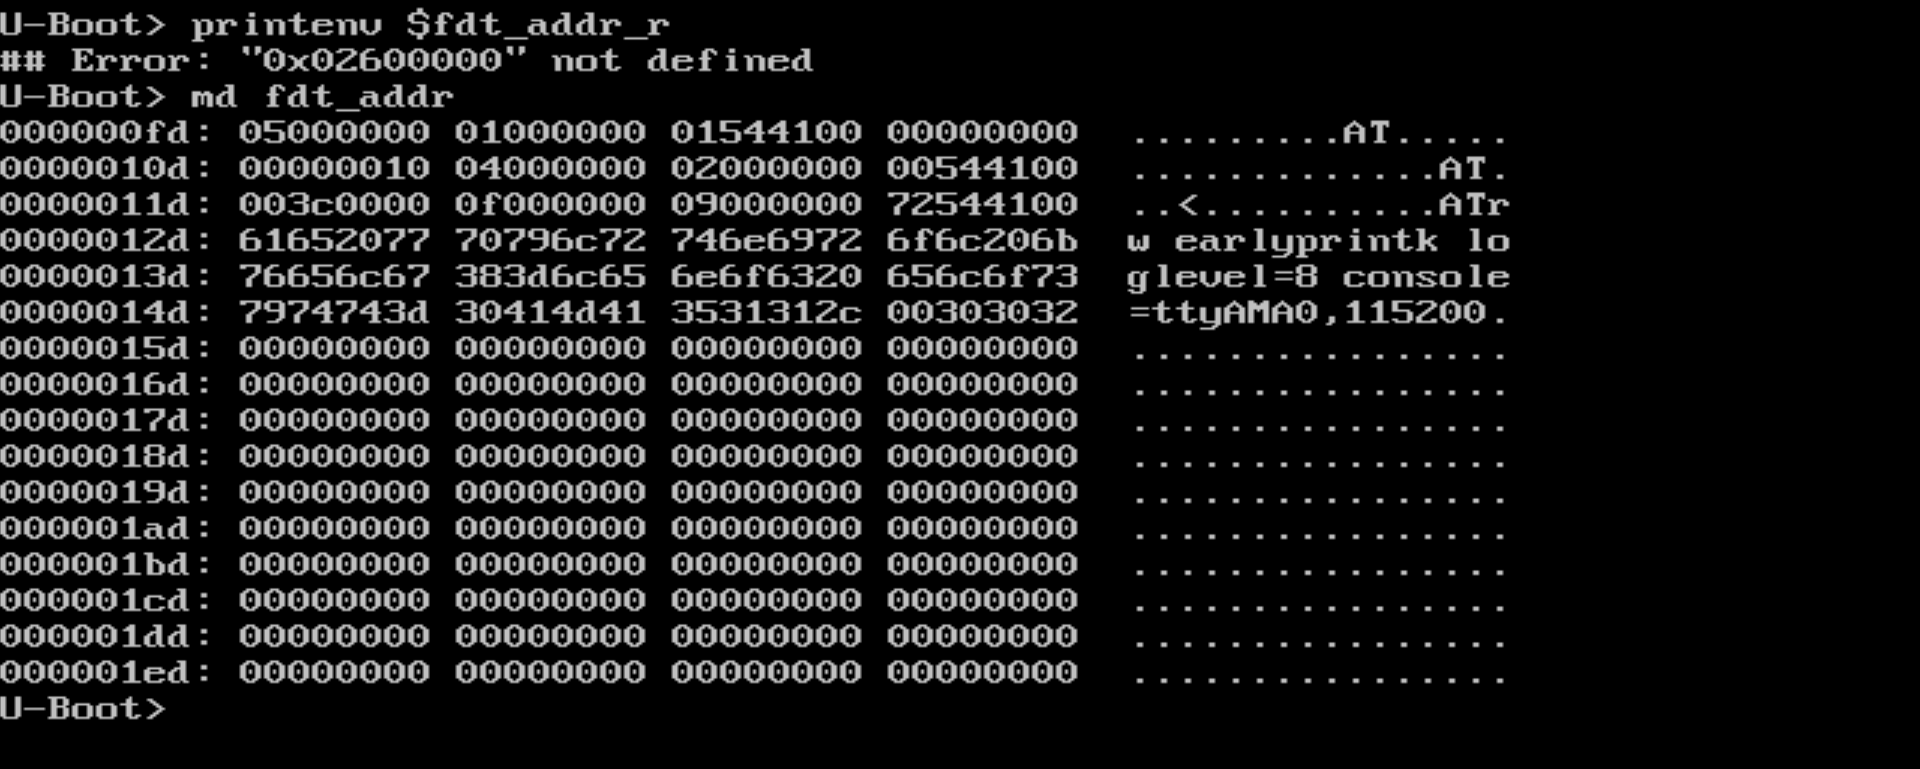 U-Boot> printenv $fdt_addr_r
## Error: "0x02600000" not defined
U-Boot> md fdt_addr
000000fd: 05000000 01000000 01544100 00000000  .........AT.....
0000010d: 00000010 04000000 02000000 00544100  .............AT.
0000011d: 003c0000 0f000000 09000000 72544100  ..<..........ATr
0000012d: 61652077 70796c72 746e6972 6f6c206b  w earlyprintk lo
0000013d: 76656c67 383d6c65 6e6f6320 656c6f73  glevel=8 console
0000014d: 7974743d 30414d41 3531312c 00303032  =ttyAMA0,115200.
0000015d: 00000000 00000000 00000000 00000000  ................
0000016d: 00000000 00000000 00000000 00000000  ................
0000017d: 00000000 00000000 00000000 00000000  ................
0000018d: 00000000 00000000 00000000 00000000  ................
0000019d: 00000000 00000000 00000000 00000000  ................
000001ad: 00000000 00000000 00000000 00000000  ................
000001bd: 00000000 00000000 00000000 00000000  ................
000001cd: 00000000 00000000 00000000 00000000  ................
000001dd: 00000000 00000000 00000000 00000000  ................
000001ed: 00000000 00000000 00000000 00000000  ................
U-Boot>